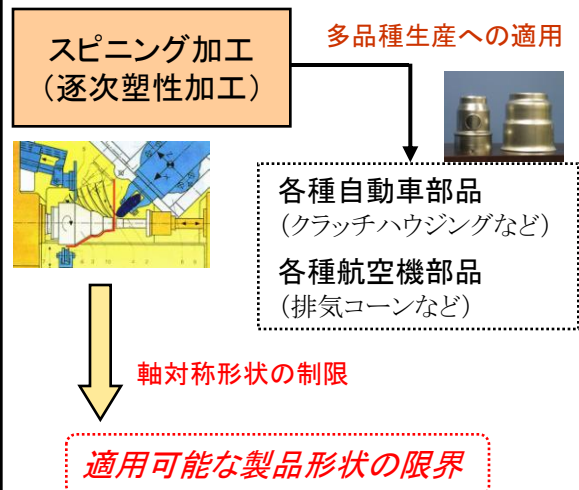 スピニング加工
（逐次塑性加工）
多品種生産への適用
各種自動車部品
（クラッチハウジングなど）
各種航空機部品
（排気コーンなど）
軸対称形状の制限
適用可能な製品形状の限界